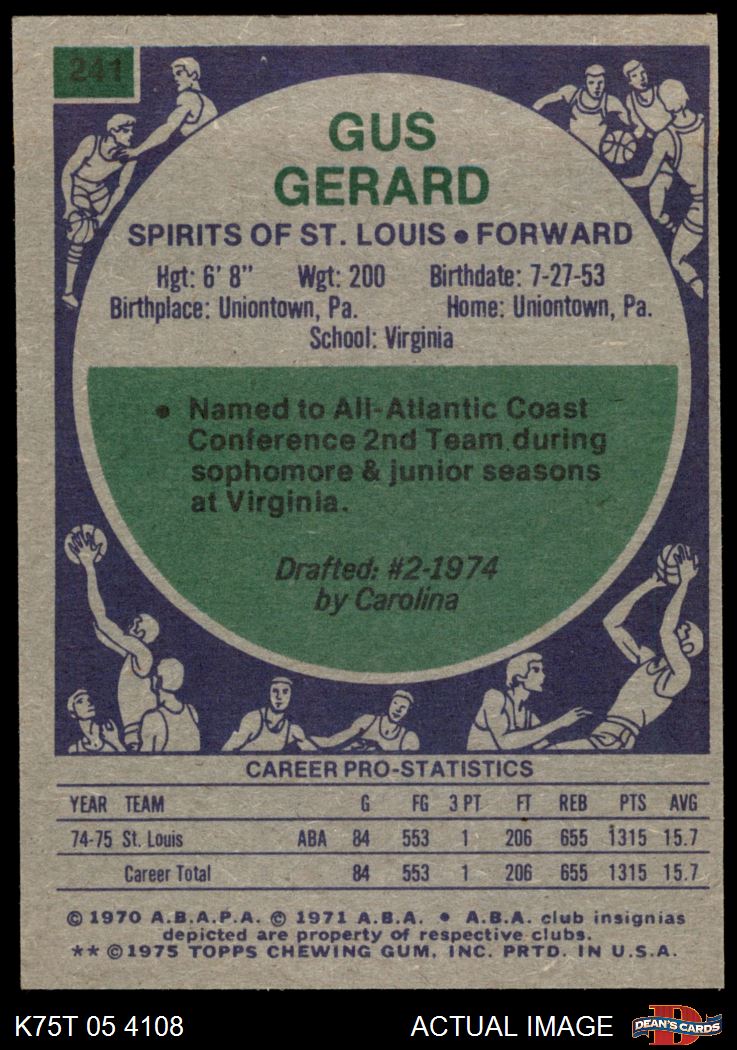 241
GUS
GERARD
SPIRITS OF ST. LOUIS • FORWARD
Hgt: 6' 8" Wgt: 200 Birthdate: 7-27-53
Birthplace: Uniontown, Pa. Home: Uniontown, Pa.
School: Virginia
• Named to All-Atlantic Coast
Conference 2nd Team during
sophomore & junior seasons
at Virginia.
Drafted: #2-1974
by Carolina
CAREER PRO-STATISTICS
YEAR TEAM G FG 3 PT FT REB PTS AVG
74-75 St. Louis ABA 84 553 1 206 655 1315 15.7
Career Total 84 553 1 206 655 1315 15.7
© 1970 A.B.A.P.A. © 1971 A.B.A. • A.B.A. club insignias
depicted are property of respective clubs.
** ©1975 TOPPS CHEWING GUM, INC. PRTD. IN U.S.A.
K75T 05 4108 ACTUAL IMAGE D DEAN'S CARDS